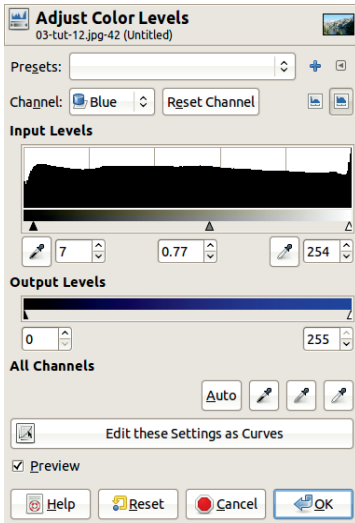 Adjust Color Levels
03-tut-12.jpg-42 (Untitled)
Presets:
Channel: Blue Reset Channel
Input Levels
7 0.77 254
Output Levels
0 255
All Channels
Auto
Edit these Settings as Curves
Preview
Help Reset Cancel OK